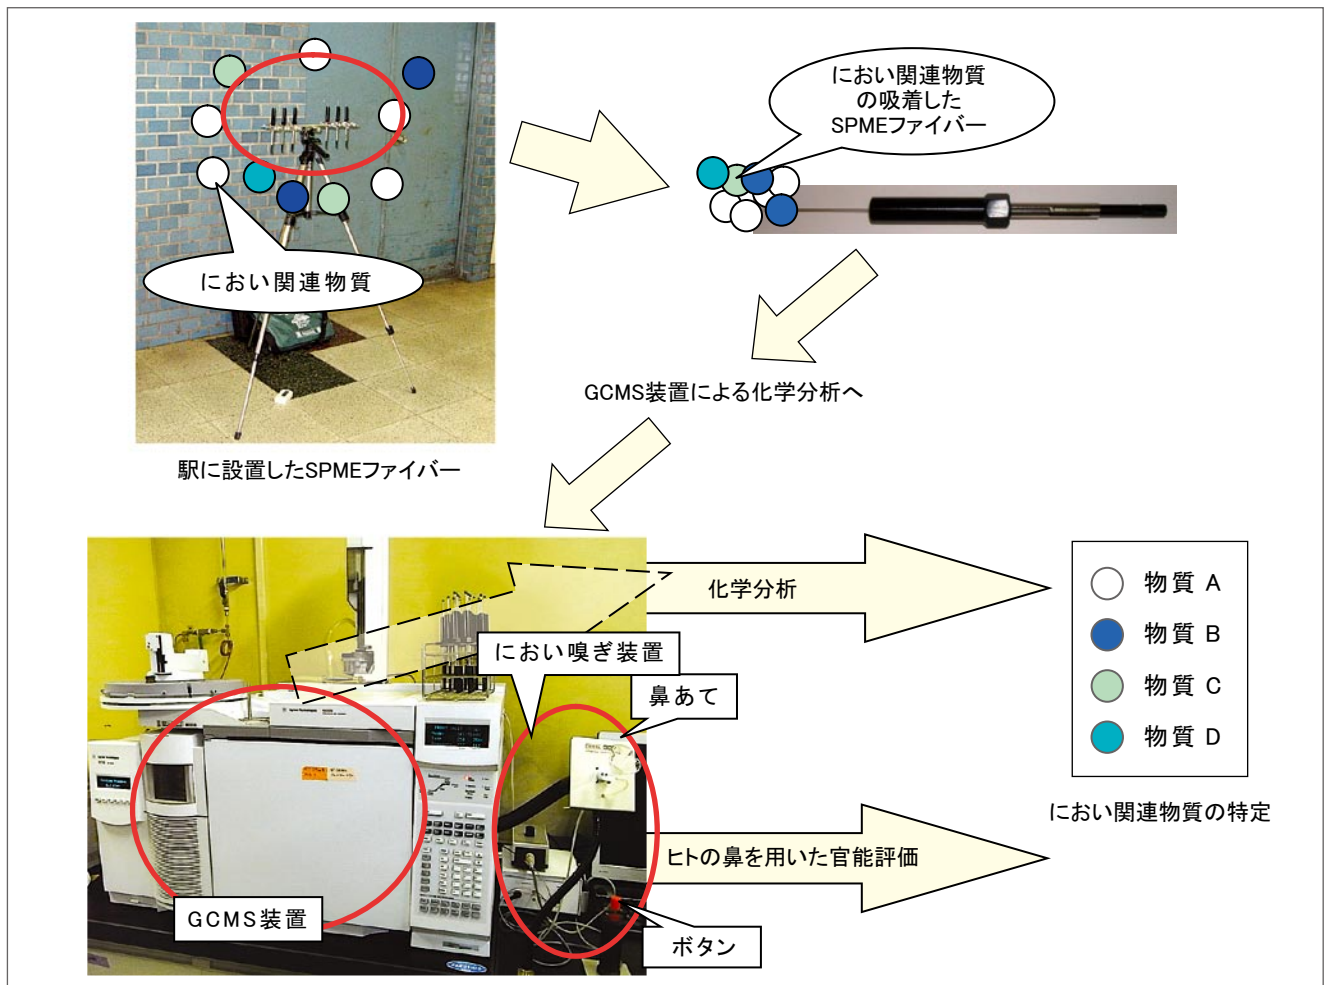 におい関連物質
の吸着した
SPMEファイバー
におい関連物質
GCMS装置による化学分析へ
駅に設置したSPMEファイバー
化学分析
物質 A
物質 B
物質 C
物質 D
におい嗅ぎ装置
鼻あて
におい関連物質の特定
ヒトの鼻を用いた官能評価
GCMS装置
ボタン